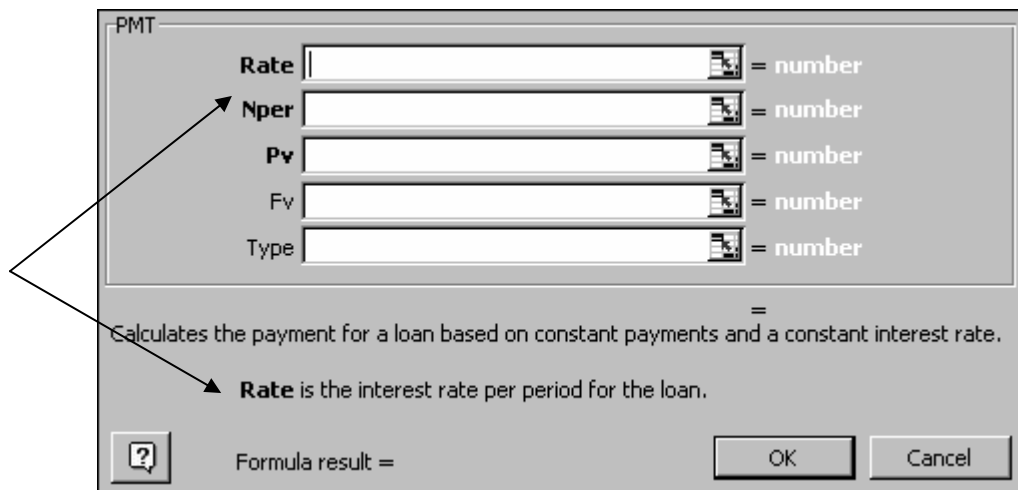 PMT
Rate = number
Nper = number
Pv = number
Fv = number
Type = number
=
Calculates the payment for a loan based on constant payments and a constant interest rate.
Rate is the interest rate per period for the loan.
? Formula result = OK Cancel